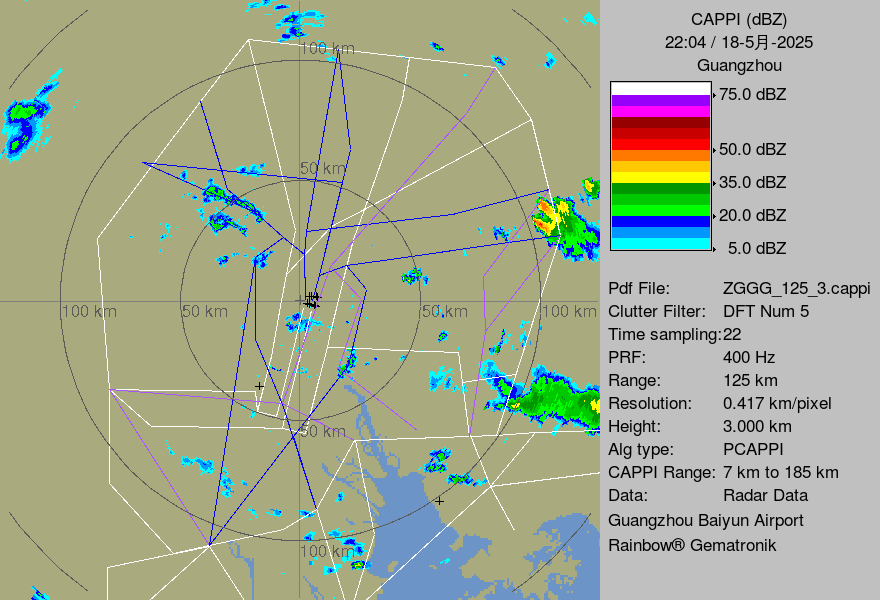 CAPPI (dBZ)
22:04 / 18-5月-2025
Guangzhou
75.0 dBZ
50.0 dBZ
35.0 dBZ
20.0 dBZ
5.0 dBZ
Pdf File: ZGGG_125_3.cappi
Clutter Filter: DFT Num 5
Time sampling:22
PRF: 400 Hz
Range: 125 km
Resolution: 0.417 km/pixel
Height: 3.000 km
Alg type: PCAPPI
CAPPI Range: 7 km to 185 km
Data: Radar Data
Guangzhou Baiyun Airport
Rainbow® Gematronik
100 km
50 km
100 km
50 km
50 km
100 km
50 km
100 km